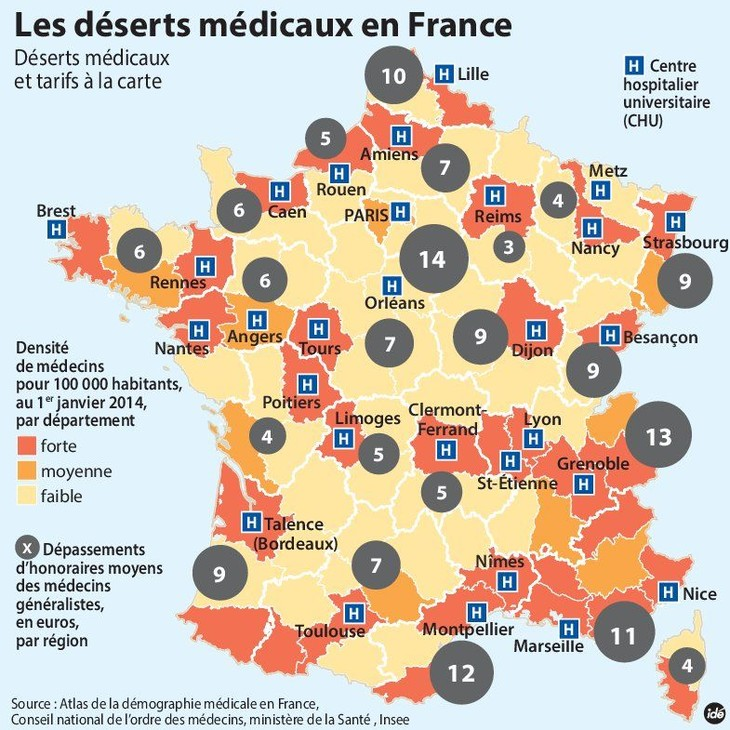 Les déserts médicaux en France
Déserts médicaux
et tarifs à la carte
H Centre
hospitalier
universitaire
(CHU)
10
H Lille
5
H
Amiens
7
H
Rouen
Metz
H
4
6
H
Caen
PARIS H
H
Reims
3
H
Nancy
H
Strasbourg
Brest
H
6
H
Rennes
6
14
H
Orléans
9
H
Nantes
H
Angers
H
Tours
7
9
H
Dijon
H Besançon
9
Densité
de médecins
pour 100 000 habitants,
au 1er janvier 2014,
par département
forte
moyenne
faible
H
Poitiers
4
Limoges
H
5
Clermont-
Ferrand
H
Lyon
H
H
St-Étienne
13
Grenoble
H
5
H Talence
(Bordeaux)
X Dépassements
d'honoraires moyens
des médecins
généralistes,
en euros,
par région
9
7
Nîmes
H
H Nice
H
Toulouse
H
Montpellier
H
Marseille
11
12
4
Source : Atlas de la démographie médicale en France,
Conseil national de l'ordre des médecins, ministère de la Santé , Insee
idé